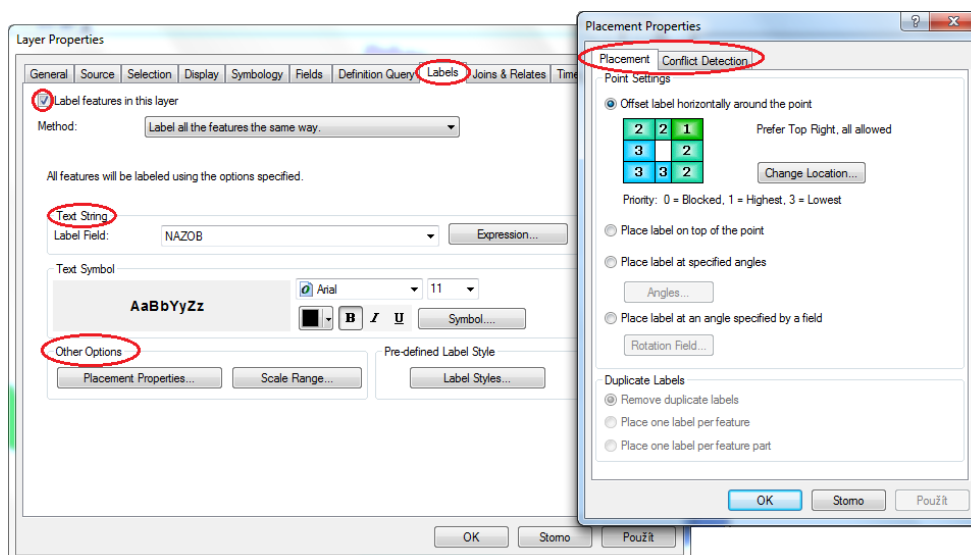 Layer Properties
General Source Selection Display Symbology Fields Definition Query Labels Joins & Relates Time
Label features in this layer
Method: Label all the features the same way.
All features will be labeled using the options specified.
Text String
Label Field: NAZOB Expression...
Text Symbol
AaBbYyZz
Arial 11
B I U Symbol....
Other Options
Placement Properties... Scale Range...
Pre-defined Label Style
Label Styles...
OK Storno Použít
Placement Properties
Placement Conflict Detection
Point Settings
Offset label horizontally around the point
2 2 1
3 2
3 3 2
Prefer Top Right, all allowed
Change Location...
Priority: 0 = Blocked, 1 = Highest, 3 = Lowest
Place label on top of the point
Place label at specified angles
Angles...
Place label at an angle specified by a field
Rotation Field...
Duplicate Labels
Remove duplicate labels
Place one label per feature
Place one label per feature part
OK Storno Použít